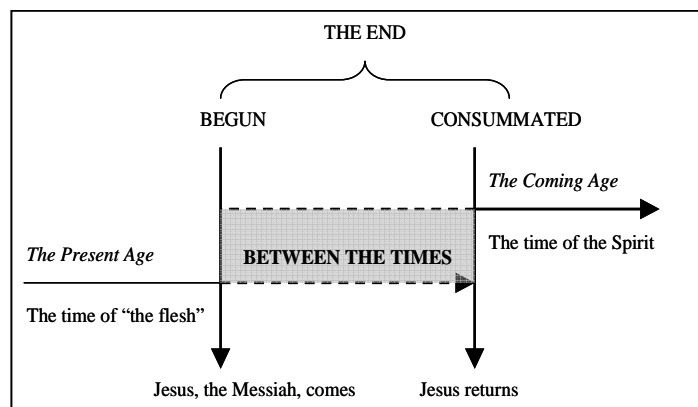 THE END
BEGUN
CONSUMMATED
The Coming Age
The Present Age
BETWEEN THE TIMES
The time of the Spirit
The time of “the flesh”
Jesus, the Messiah, comes
Jesus returns